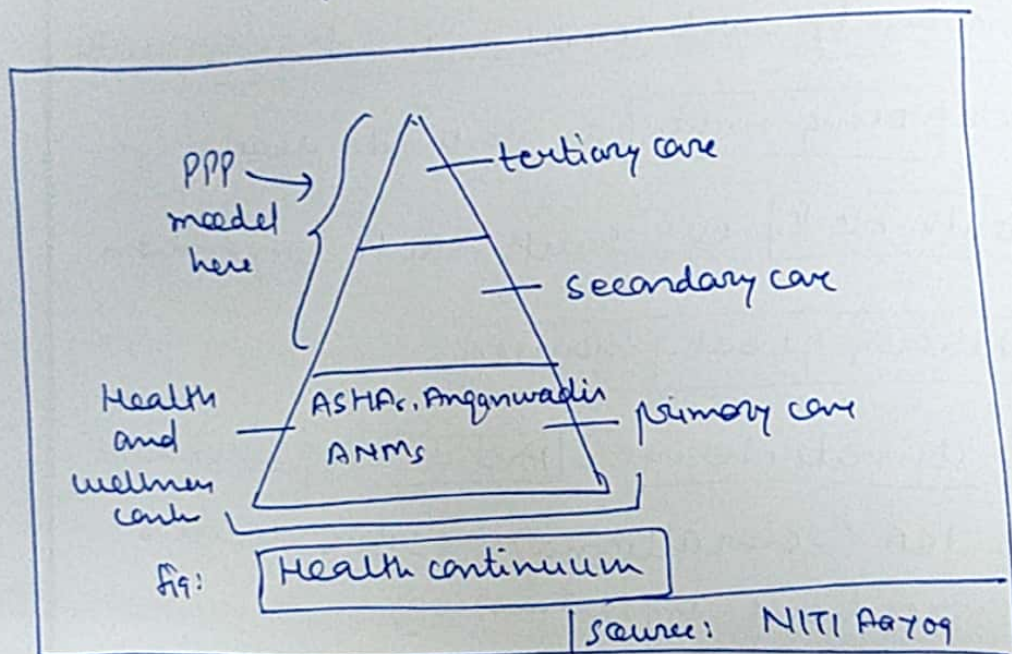 PPP
model
here
tertiary care
secondary care
Health
and
wellness
ASHAs, Anganwadis
ANMs
primary care
fig:
Health continuum
source: NITI Aayog